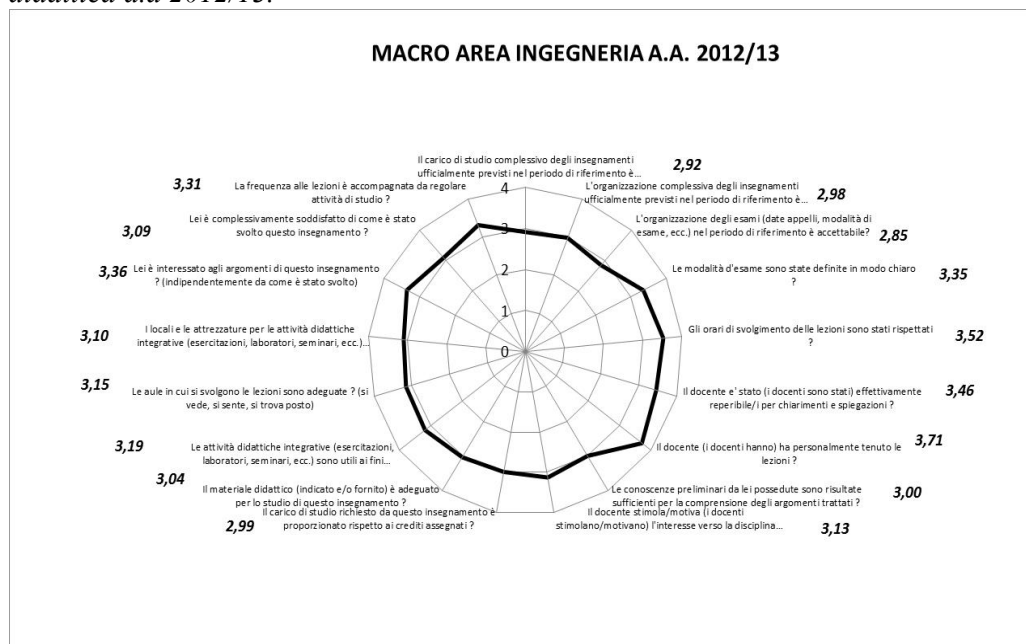 MACRO AREA INGEGNERIA A.A. 2012/13
Il carico di studio complessivo degli insegnamenti
ufficialmente previsti nel periodo di riferimento è...
2,92
L'organizzazione complessiva degli insegnamenti
ufficialmente previsti nel periodo di riferimento è...
2,98
L'organizzazione degli esami (date appelli, modalità di
esame, ecc.) nel periodo di riferimento è accettabile?
2,85
Le modalità d'esame sono state definite in modo chiaro
?
3,35
Gli orari di svolgimento delle lezioni sono stati rispettati
?
3,52
Il docente e' stato (i docenti sono stati) effettivamente
reperibile/i per chiarimenti e spiegazioni ?
3,46
Il docente (i docenti hanno) ha personalmente tenuto le
lezioni ?
3,71
Le conoscenze preliminari da lei possedute sono risultate
sufficienti per la comprensione degli argomenti trattati ?
3,00
Il docente stimola/motiva (i docenti
stimolano/motivano) l'interesse verso la disciplina...
3,13
Il carico di studio richiesto da questo insegnamento è
proporzionato rispetto ai crediti assegnati ?
2,99
Il materiale didattico (indicato e/o fornito) è adeguato
per lo studio di questo insegnamento ?
3,04
Le attività didattiche integrative (esercitazioni,
laboratori, seminari, ecc.) sono utili ai fini...
3,19
Le aule in cui si svolgono le lezioni sono adeguate ? (si
vede, si sente, si trova posto)
3,15
I locali e le attrezzature per le attività didattiche
integrative (esercitazioni, laboratori, seminari, ecc.)...
3,10
Lei è interessato agli argomenti di questo insegnamento
? (indipendentemente da come è stato svolto)
3,36
Lei è complessivamente soddisfatto di come è stato
svolto questo insegnamento ?
3,09
La frequenza alle lezioni è accompagnata da regolare
attività di studio ?
3,31
4
3
2
1
0